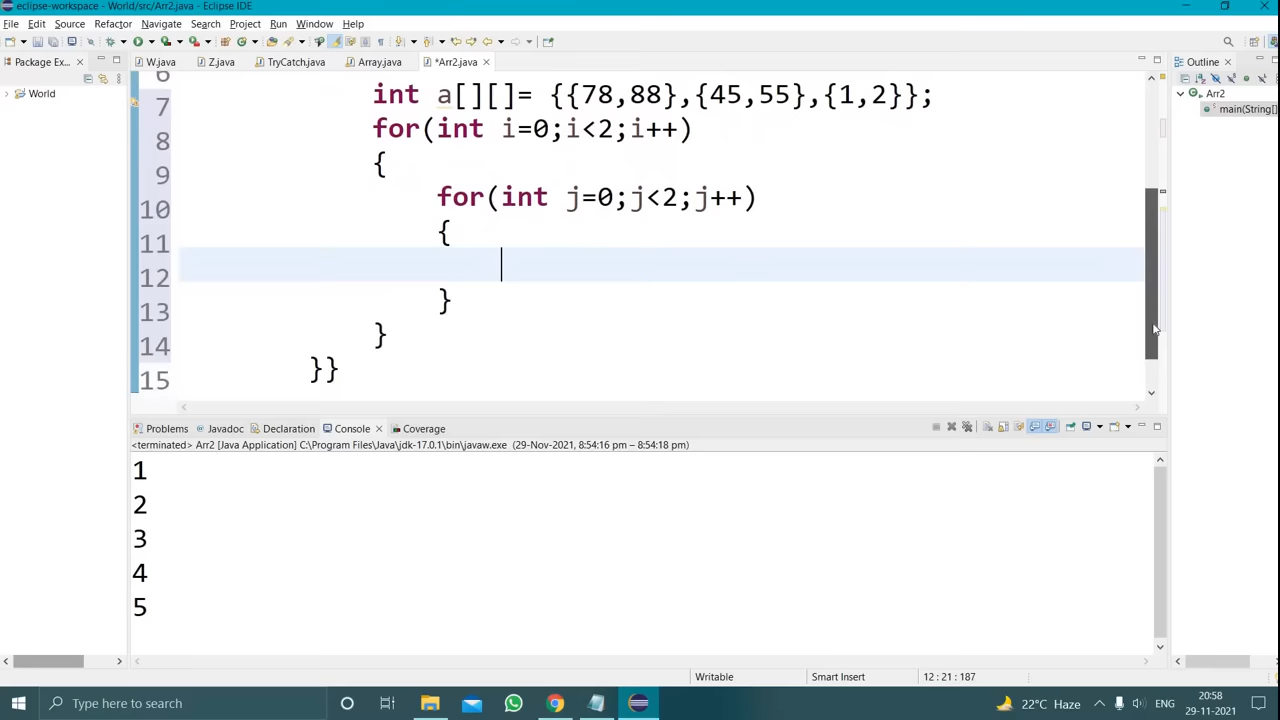 eclipse-workspace - World/src/Arr2.java - Eclipse IDE
File Edit Source Refactor Navigate Search Project Run Window Help
Package Ex... W.java Z.java TryCatch.java Array.java *Arr2.java Outline
World
Arr2
main(String[]
6
7 int a[][]= {{78,88},{45,55},{1,2}};
8 for(int i=0;i<2;i++)
9 {
10 for(int j=0;j<2;j++)
11 {
12
13 }
14 }
15 }}
Problems Javadoc Declaration Console Coverage
<terminated> Arr2 [Java Application] C:\Program Files\Java\jdk-17.0.1\bin\javaw.exe (29-Nov-2021, 8:54:16 pm – 8:54:18 pm)
1
2
3
4
5
Writable Smart Insert 12 : 21 : 187
Type here to search 22°C Haze ENG 20:58
29-11-2021